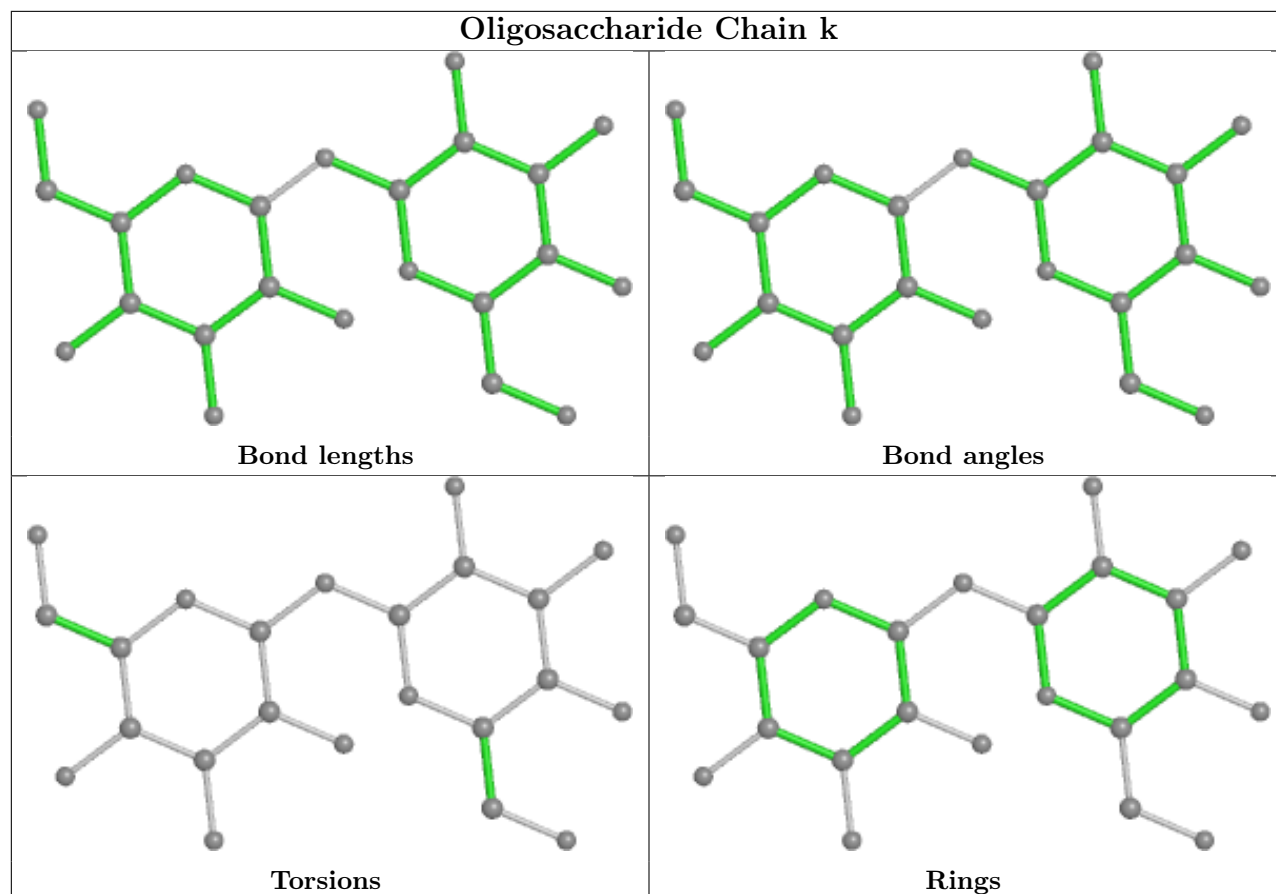 Oligosaccharide Chain k
Bond lengths
Bond angles
Torsions
Rings